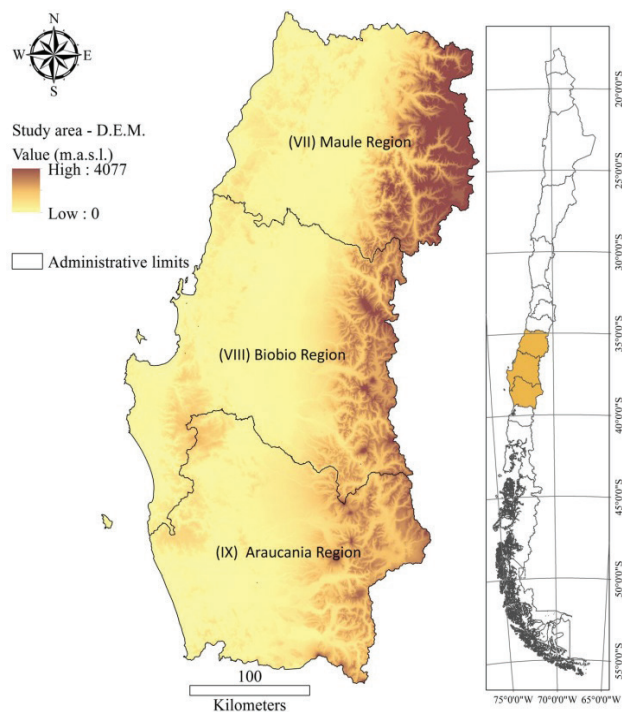 N
W E
S
Study area - D.E.M.
Value (m.a.s.l.)
High : 4077
Low : 0
Administrative limits
(VII) Maule Region
(VIII) Biobio Region
(IX) Araucania Region
100
Kilometers
20°0'0"S
25°0'0"S
30°0'0"S
35°0'0"S
40°0'0"S
45°0'0"S
50°0'0"S
55°0'0"S
75°0'0"W 70°0'0"W 65°0'0"W